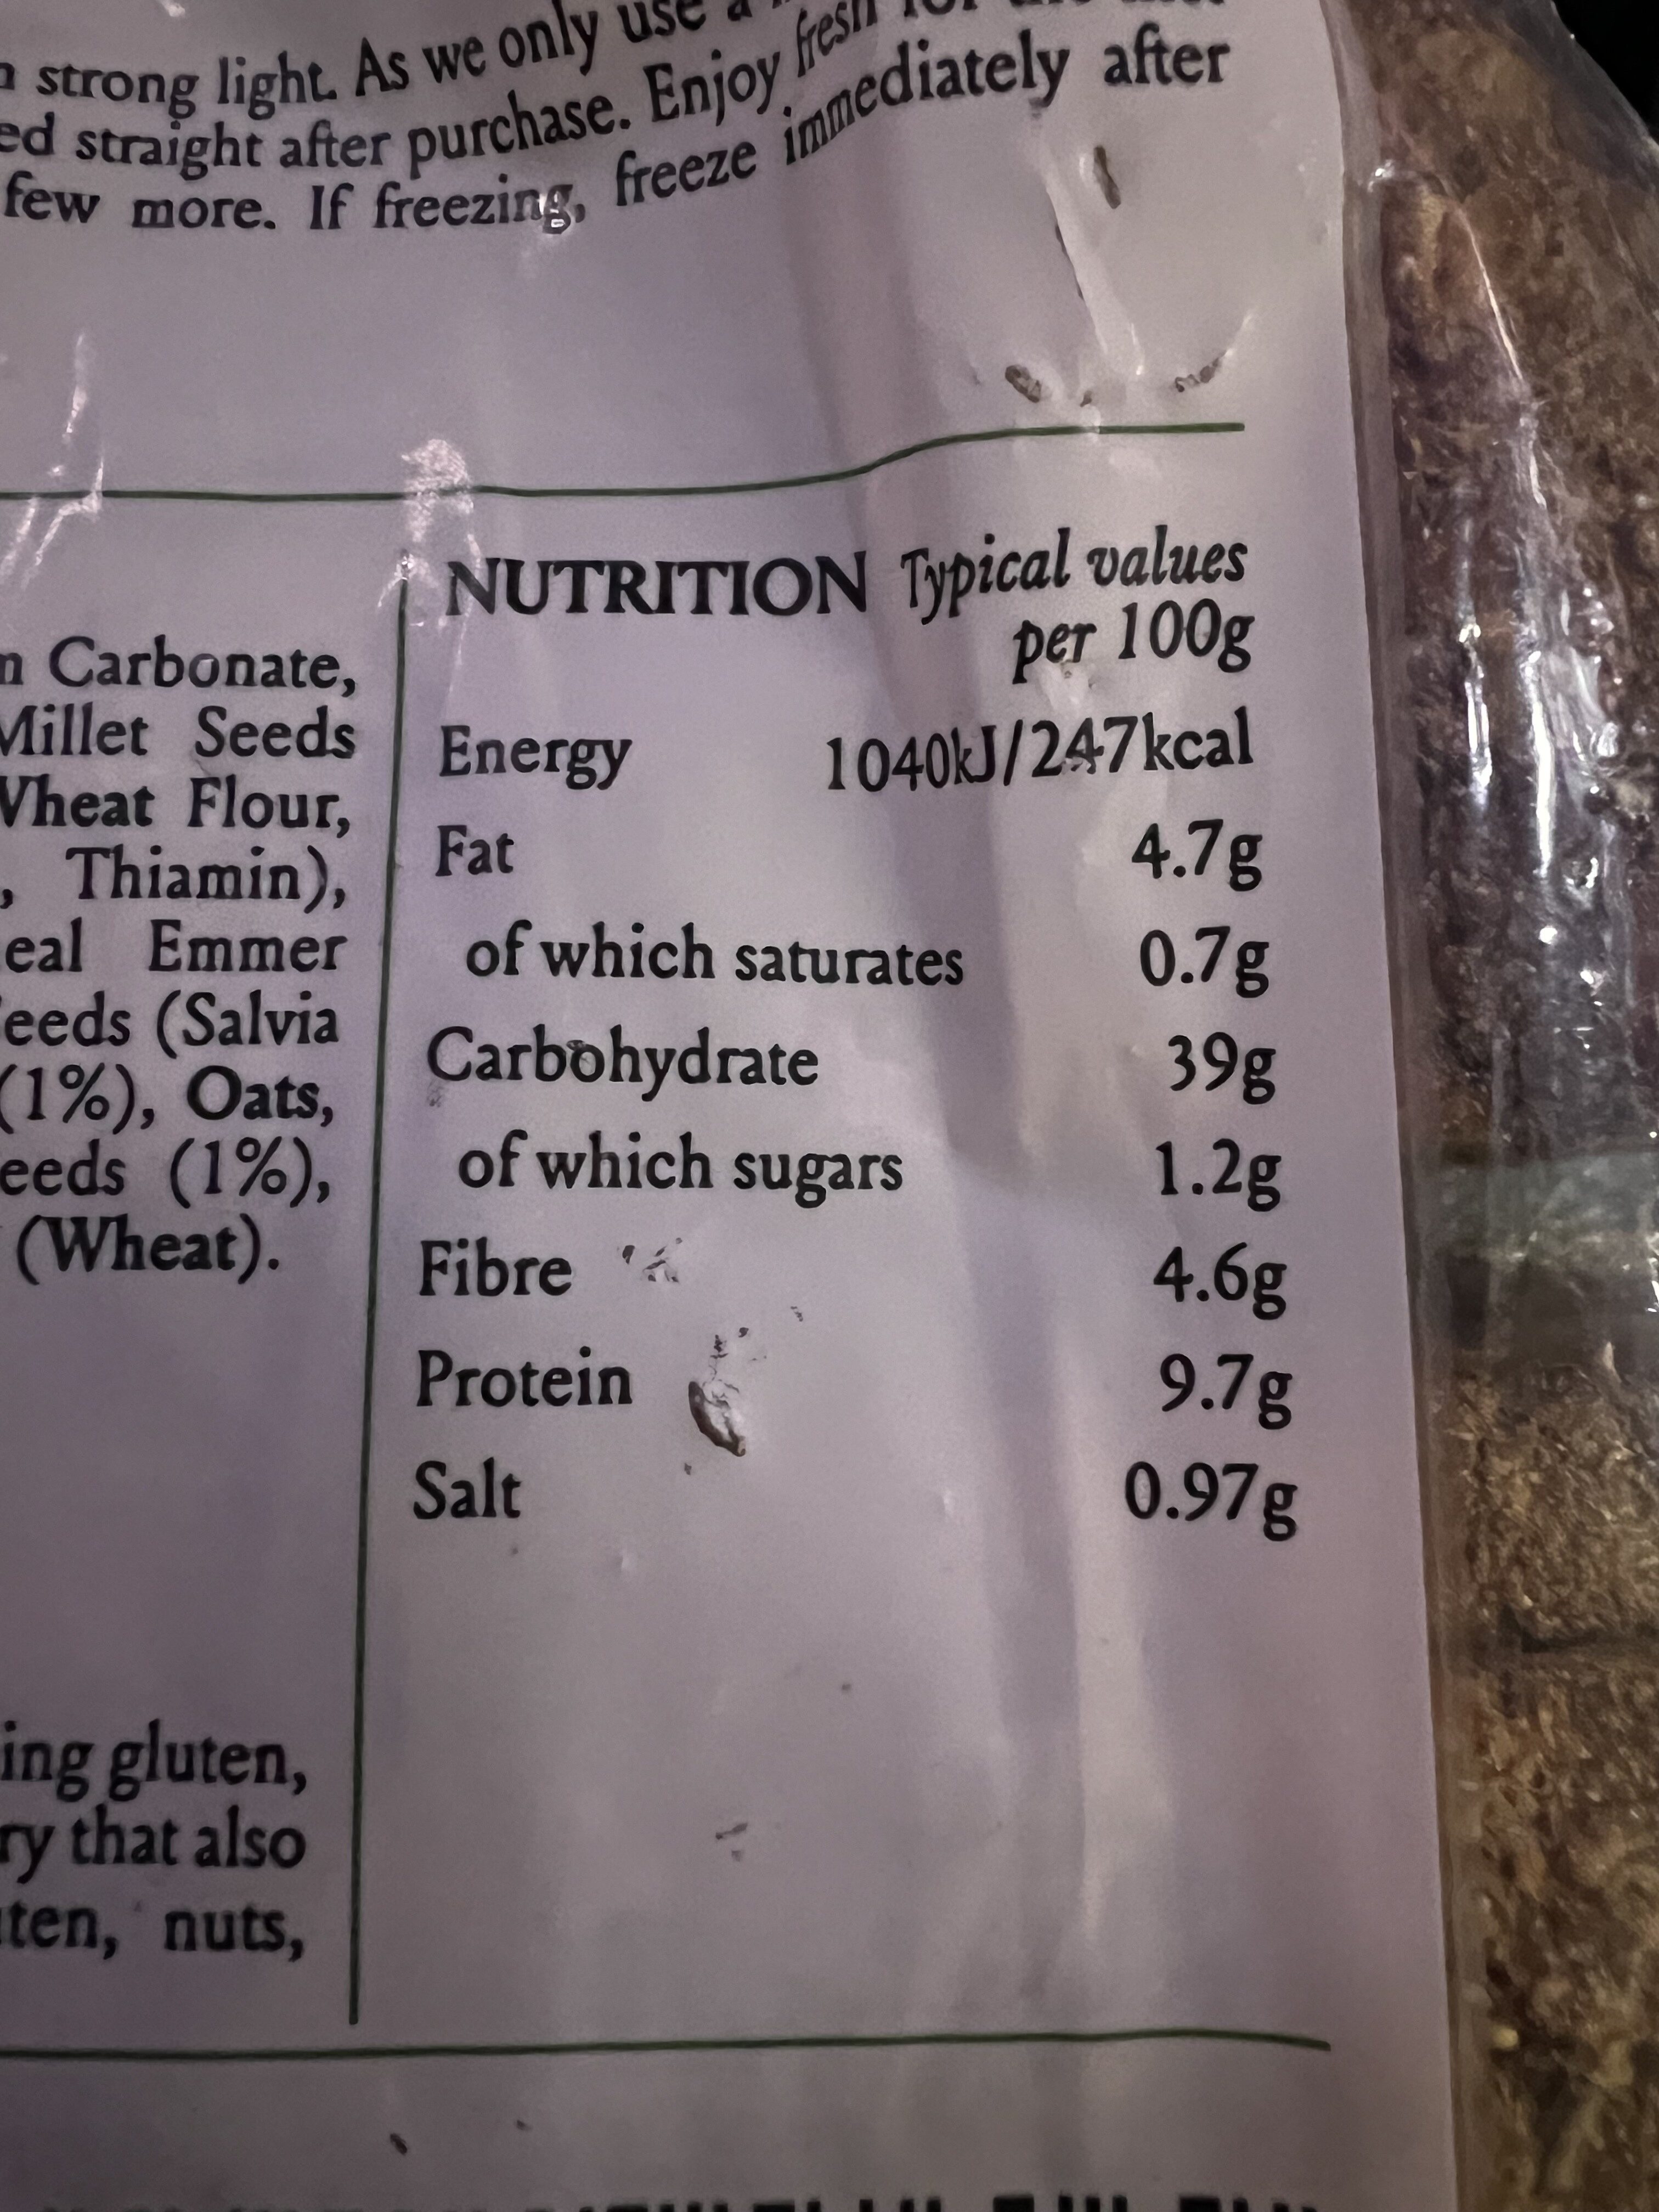 strong light. As we only use a
ed straight after purchase. Enjoy fresh for
few more. If freezing, freeze immediately after
NUTRITION Typical values
per 100g
Energy 1040kJ/247kcal
Fat 4.7g
of which saturates 0.7g
Carbohydrate 39g
of which sugars 1.2g
Fibre 4.6g
Protein 9.7g
Salt 0.97g
Carbonate,
Millet Seeds
Wheat Flour,
, Thiamin),
eal Emmer
eeds (Salvia
(1%), Oats,
eeds (1%),
(Wheat).
ing gluten,
ry that also
ten, nuts,